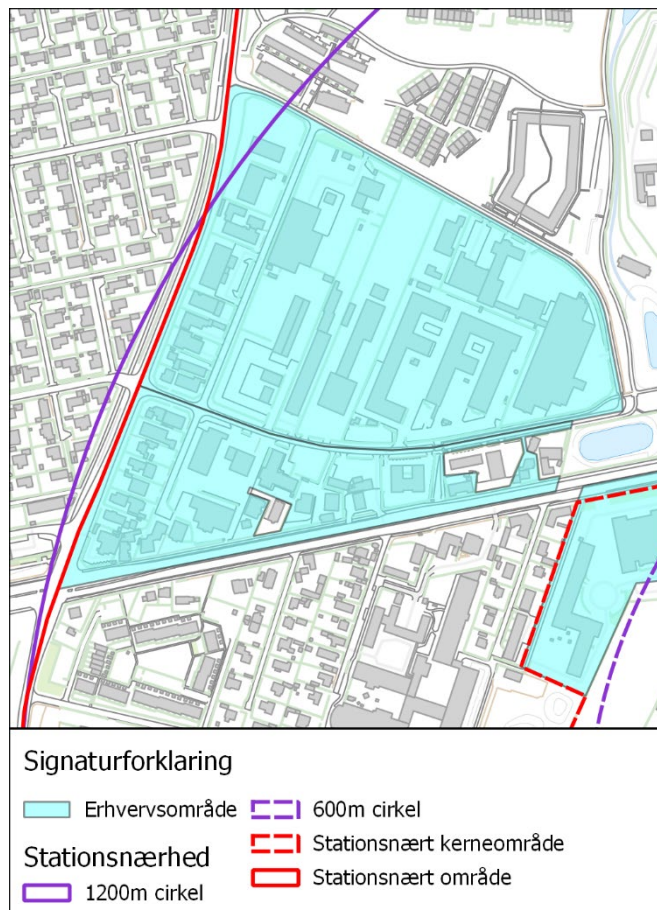 Signaturforklaring
Erhvervsområde
Stationsnærhed
1200m cirkel
600m cirkel
Stationsnært kerneområde
Stationsnært område